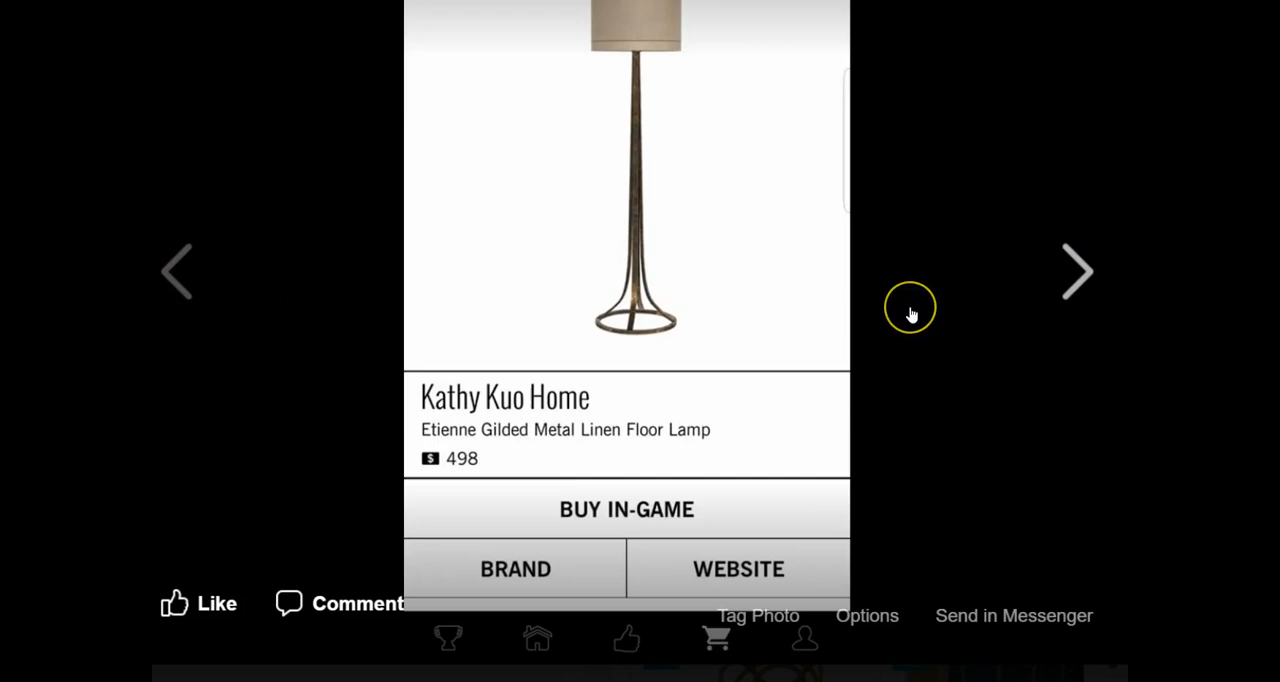 Kathy Kuo Home
Etienne Gilded Metal Linen Floor Lamp
$ 498
BUY IN-GAME
BRAND WEBSITE
Like Comment Tag Photo Options Send in Messenger